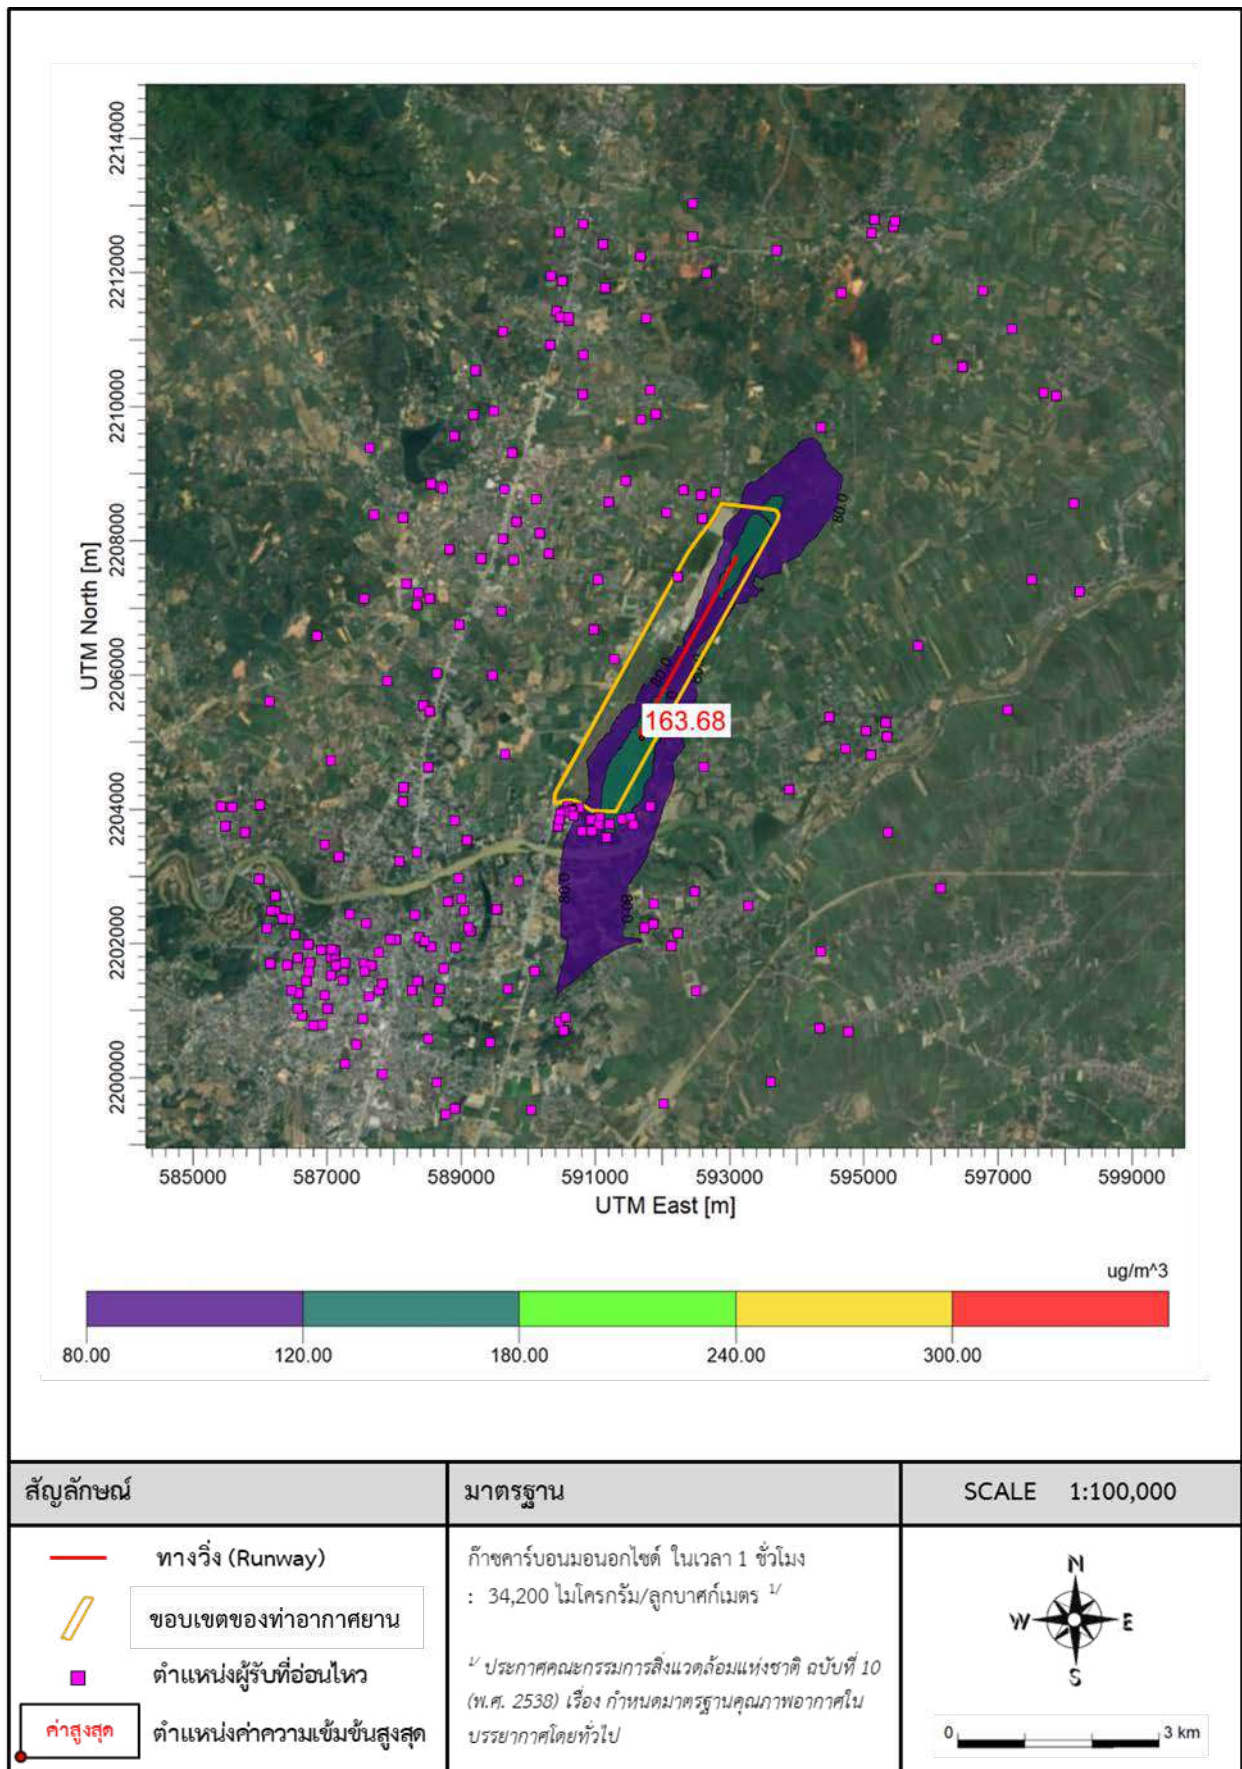 2214000
2212000
2210000
2208000
2206000
2204000
2202000
2200000
UTM North [m]
80.0
80.0
80.0
163.68
80.0
80.0
585000 587000 589000 591000 593000 595000 597000 599000
UTM East [m]
ug/m^3
80.00 120.00 180.00 240.00 300.00
สัญลักษณ์
ทางวิ่ง (Runway)
ขอบเขตของท่าอากาศยาน
ตำแหน่งผู้รับที่อ่อนไหว
ค่าสูงสุด ตำแหน่งค่าความเข้มข้นสูงสุด
มาตรฐาน
ก๊าซคาร์บอนมอนอกไซด์ ในเวลา 1 ชั่วโมง
: 34,200 ไมโครกรัม/ลูกบาศก์เมตร 1/
1/ ประกาศคณะกรรมการสิ่งแวดล้อมแห่งชาติ ฉบับที่ 10
(พ.ศ. 2538) เรื่อง กำหนดมาตรฐานคุณภาพอากาศใน
บรรยากาศโดยทั่วไป
SCALE 1:100,000
N
W E
S
0 3 km